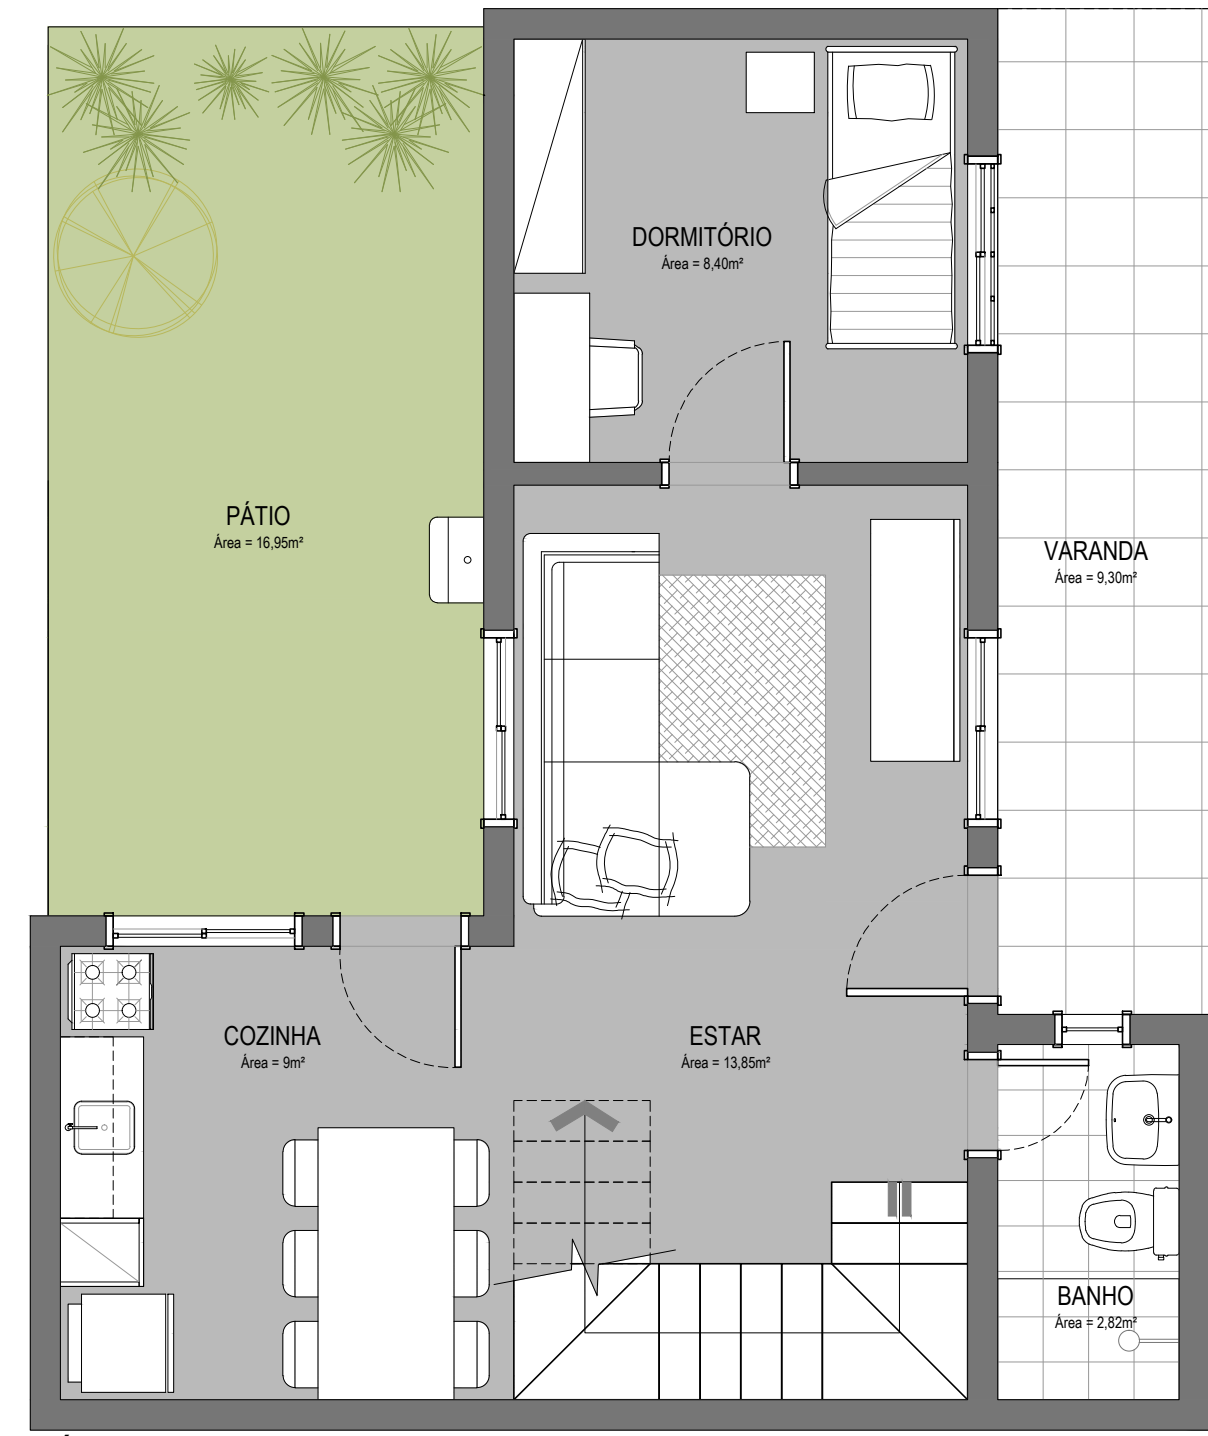 DORMITÓRIO
Área = 8,40m²
PÁTIO
Área = 16,95m²
VARANDA
Área = 9,30m²
COZINHA
Área = 9m²
ESTAR
Área = 13,85m²
BANHO
Área = 2,82m²